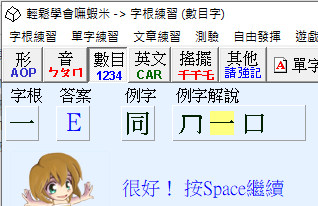 輕鬆學會嘸蝦米 -> 字根練習 (數目字)
字根練習 單字練習 文章練習 測驗 自由發揮 遊戲
形 音 數目 英文 搖擺 其他 A 單字
AOP ㄅㄆㄇ 1234 CAR 千千毛 請強記
字根 答案 例字 例字解說
一 E 同 冂 一 口
很好！ 按Space繼續